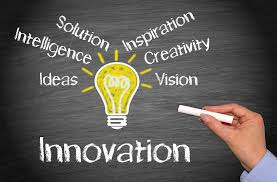 Solution
Inspiration
Intelligence
Creativity
Ideas
Vision
Innovation